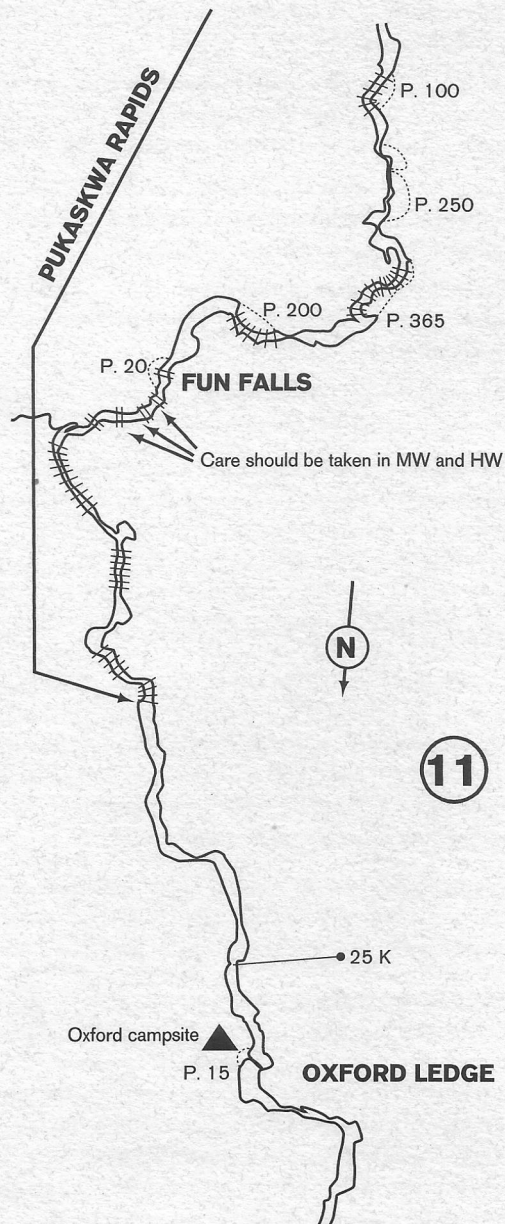 PUKASKWA RAPIDS
P. 100
P. 250
P. 200
P. 365
P. 20
FUN FALLS
Care should be taken in MW and HW
N
11
25 K
Oxford campsite
P. 15
OXFORD LEDGE